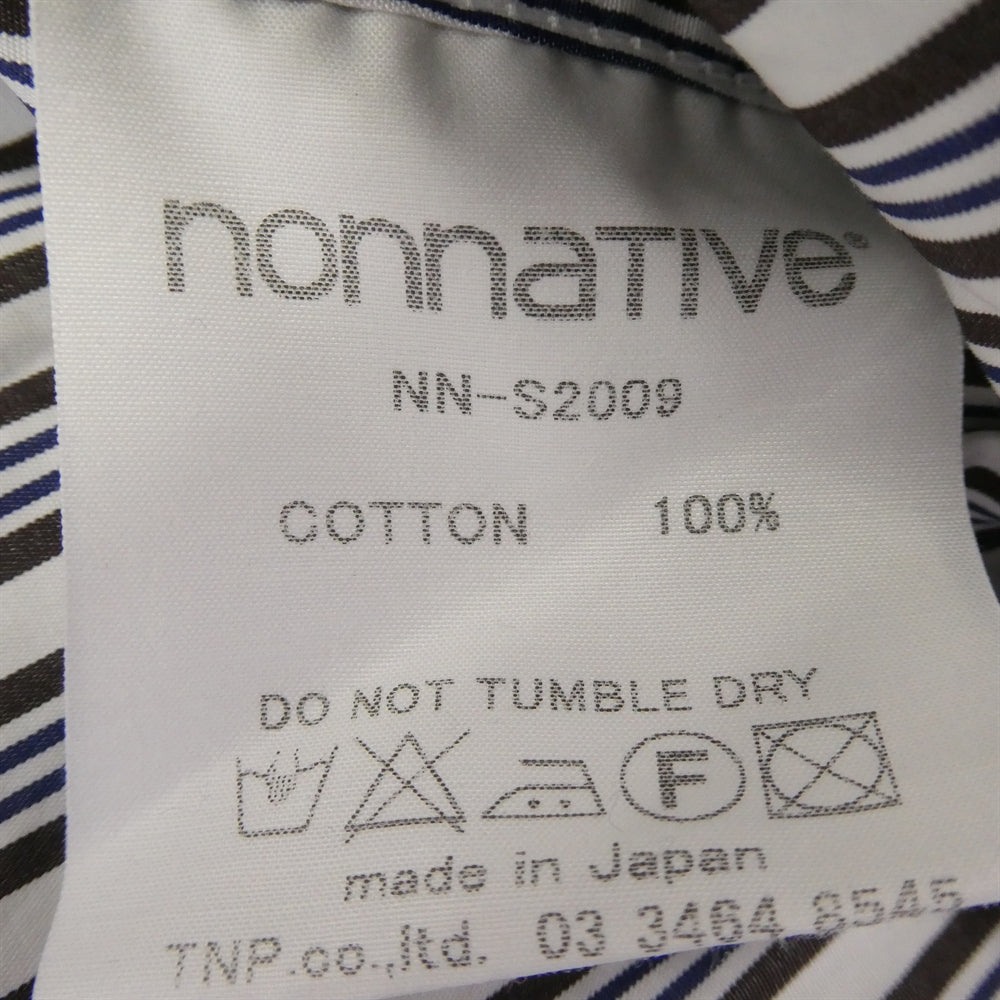 nonnaTIVe®
NN-S2009
COTTON 100%
DO NOT TUMBLE DRY
F
made in Japan
TNP.co.,ltd. 03 3464 8545